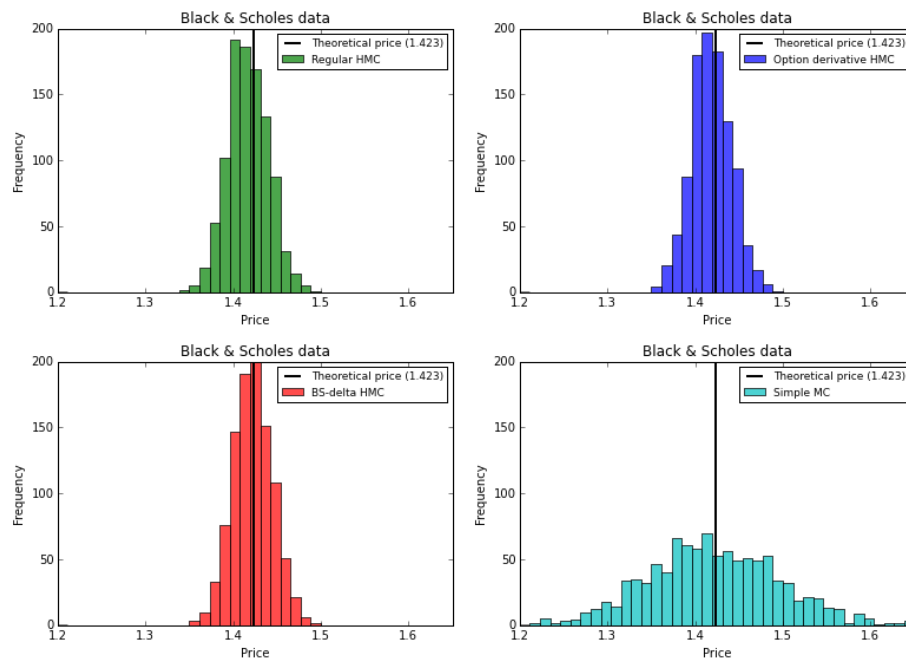 Black & Scholes data
Theoretical price (1.423)
Regular HMC
Frequency
200
150
100
50
0
1.2 1.3 1.4 1.5 1.6
Price
Black & Scholes data
Theoretical price (1.423)
Option derivative HMC
Frequency
200
150
100
50
0
1.2 1.3 1.4 1.5 1.6
Price
Black & Scholes data
Theoretical price (1.423)
BS-delta HMC
Frequency
200
150
100
50
0
1.2 1.3 1.4 1.5 1.6
Price
Black & Scholes data
Theoretical price (1.423)
Simple MC
Frequency
200
150
100
50
0
1.2 1.3 1.4 1.5 1.6
Price